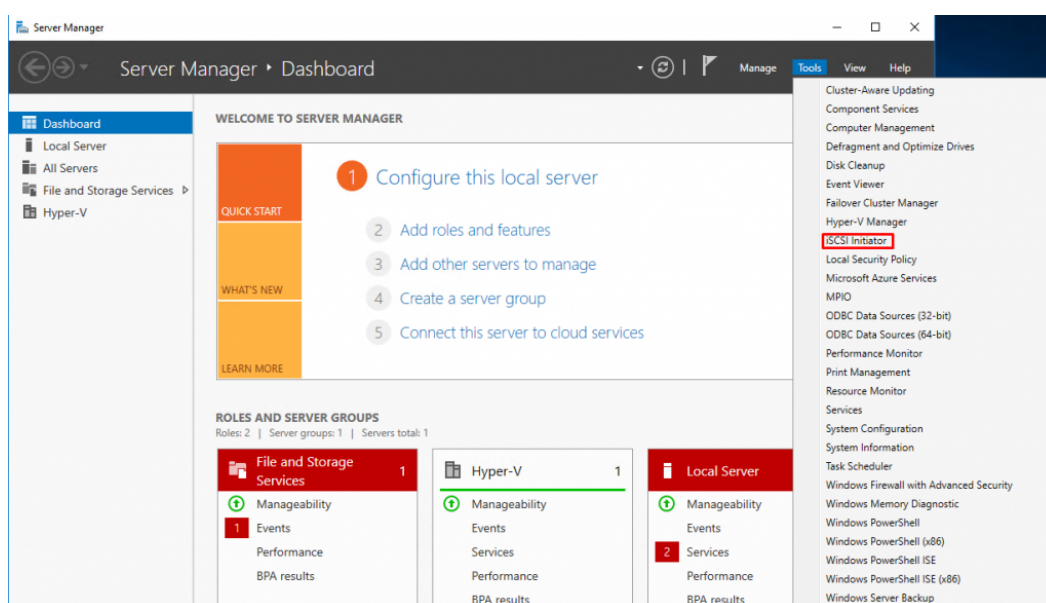 Server Manager
Server Manager • Dashboard
Manage Tools View Help
Dashboard
Local Server
All Servers
File and Storage Services
Hyper-V
WELCOME TO SERVER MANAGER
QUICK START
WHAT'S NEW
LEARN MORE
1 Configure this local server
2 Add roles and features
3 Add other servers to manage
4 Create a server group
5 Connect this server to cloud services
ROLES AND SERVER GROUPS
Roles: 2 | Server groups: 1 | Servers total: 1
File and Storage
Services
1
Manageability
1 Events
Performance
BPA results
Hyper-V 1
Manageability
Events
Services
Performance
BPA results
Local Server
Manageability
Events
2 Services
Performance
BPA results
Cluster-Aware Updating
Component Services
Computer Management
Defragment and Optimize Drives
Disk Cleanup
Event Viewer
Failover Cluster Manager
Hyper-V Manager
iSCSI Initiator
Local Security Policy
Microsoft Azure Services
MPIO
ODBC Data Sources (32-bit)
ODBC Data Sources (64-bit)
Performance Monitor
Print Management
Resource Monitor
Services
System Configuration
System Information
Task Scheduler
Windows Firewall with Advanced Security
Windows Memory Diagnostic
Windows PowerShell
Windows PowerShell (x86)
Windows PowerShell ISE
Windows PowerShell ISE (x86)
Windows Server Backup